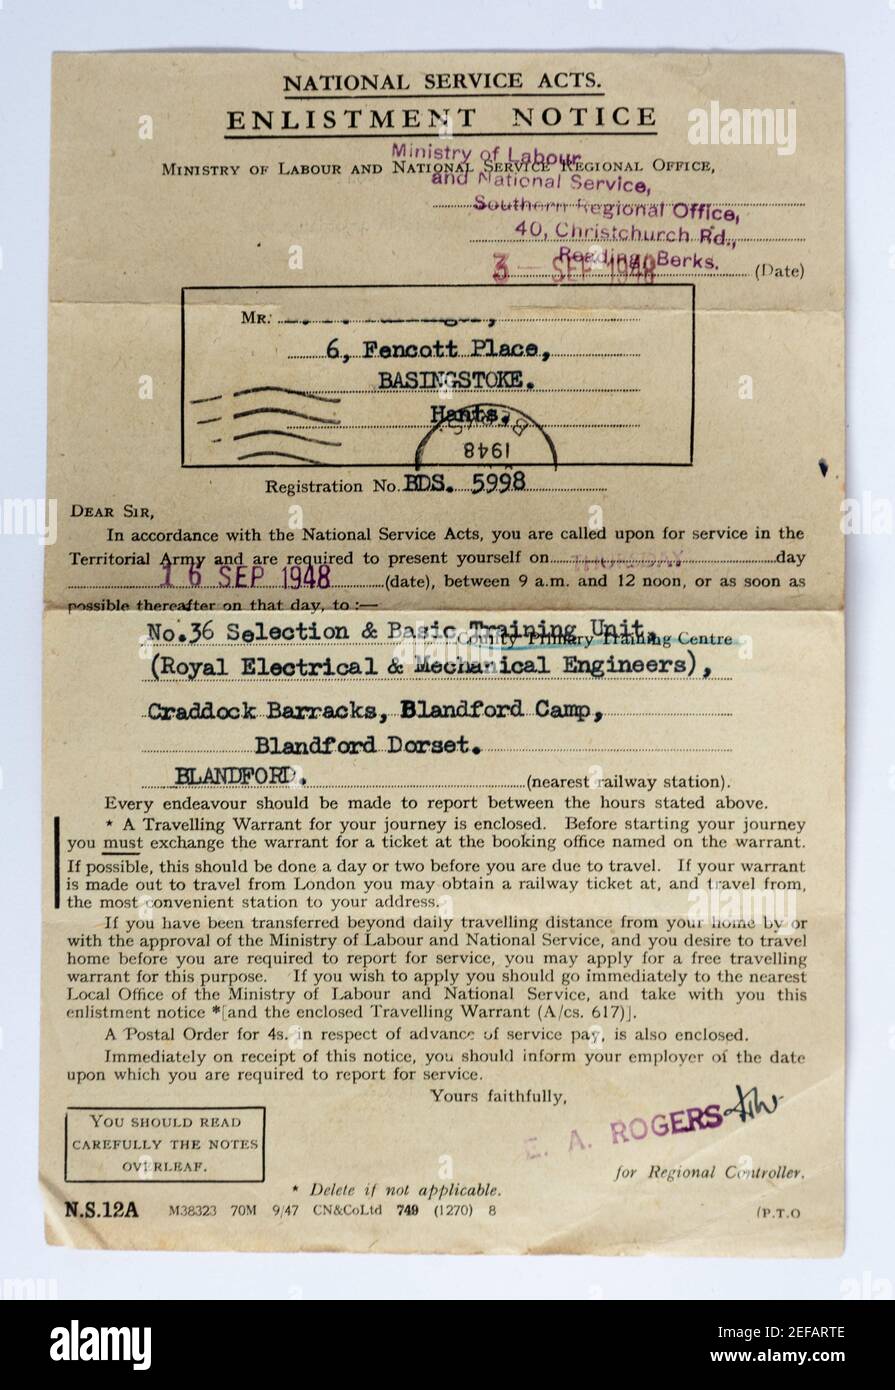 NATIONAL SERVICE ACTS.
ENLISTMENT NOTICE
MINISTRY OF LABOUR AND NATIONAL SERVICE REGIONAL OFFICE,
Ministry of Labour
and National Service,
Southern Regional Office,
40, Christchurch Rd.,
Reading, Berks.
3 — SEP 1948 (Date)
MR.
6, Fencott Place,
BASINGSTOKE.
Hants.
1948
Registration No. BDS. 5998
DEAR SIR,
In accordance with the National Service Acts, you are called upon for service in the
Territorial Army and are required to present yourself on THURSDAY day
16 SEP 1948 (date), between 9 a.m. and 12 noon, or as soon as
possible thereafter on that day, to :—
No.36 Selection & Basic Training Unit,
County Primary Training Centre
(Royal Electrical & Mechanical Engineers),
Craddock Barracks, Blandford Camp,
Blandford Dorset.
BLANDFORD. (nearest railway station).
Every endeavour should be made to report between the hours stated above.
* A Travelling Warrant for your journey is enclosed. Before starting your journey
you must exchange the warrant for a ticket at the booking office named on the warrant.
If possible, this should be done a day or two before you are due to travel. If your warrant
is made out to travel from London you may obtain a railway ticket at, and travel from,
the most convenient station to your address.
If you have been transferred beyond daily travelling distance from your home by or
with the approval of the Ministry of Labour and National Service, and you desire to travel
home before you are required to report for service, you may apply for a free travelling
warrant for this purpose. If you wish to apply you should go immediately to the nearest
Local Office of the Ministry of Labour and National Service, and take with you this
enlistment notice *[and the enclosed Travelling Warrant (A/cs. 617)].
A Postal Order for 4s. in respect of advance of service pay, is also enclosed.
Immediately on receipt of this notice, you should inform your employer of the date
upon which you are required to report for service.
Yours faithfully,
E. A. ROGERS
for Regional Controller.
YOU SHOULD READ
CAREFULLY THE NOTES
OVERLEAF.
* Delete if not applicable.
N.S.12A M38323 70M 9/47 CN&CoLtd 749 (1270) 8 (P.T.O
alamy
Image ID: 2EFARTE
www.alamy.com